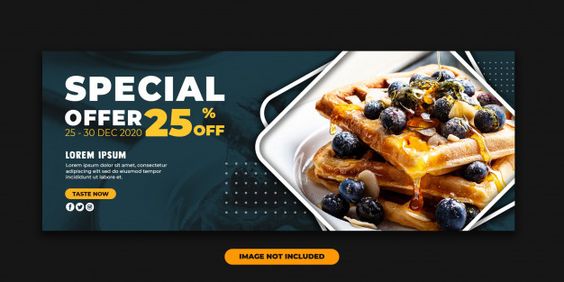 SPECIAL
OFFER 25 % OFF
25 - 30 DEC 2020
LOREM IPSUM
Lorem ipsum dolor sit amet, consectetur
adipiscing elit, sed do eiusmod tempor
incididunt ut labore et dolore
TASTE NOW
IMAGE NOT INCLUDED